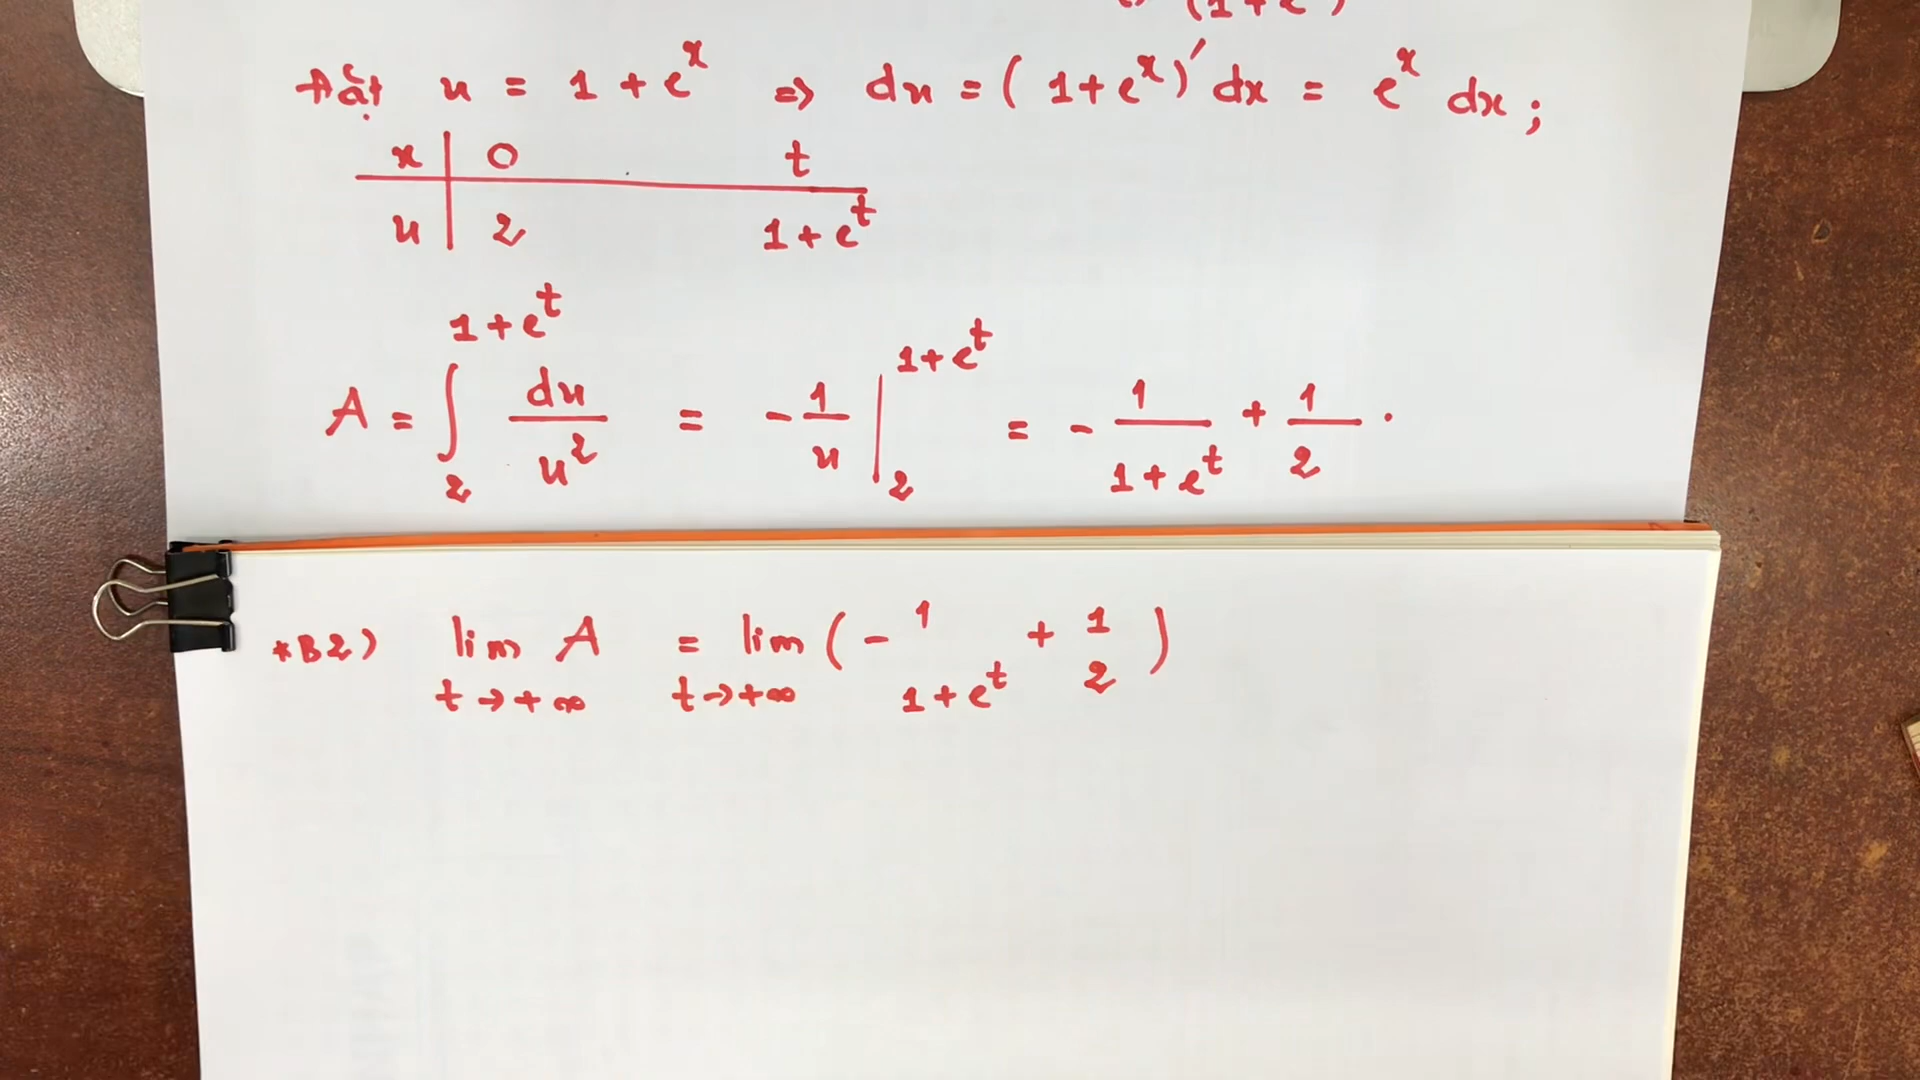 (1+e
Đặt u = 1 + e^x => du = (1+e^x)' dx = e^x dx ;
x | 0 t
u | 2 1+e^t
A = ∫_2^{1+e^t} du/u^2 = - 1/u |_2^{1+e^t} = - 1/(1+e^t) + 1/2 .
*B2) lim_{t→+∞} A = lim_{t→+∞} ( - 1 1+e^t + 1 2 )